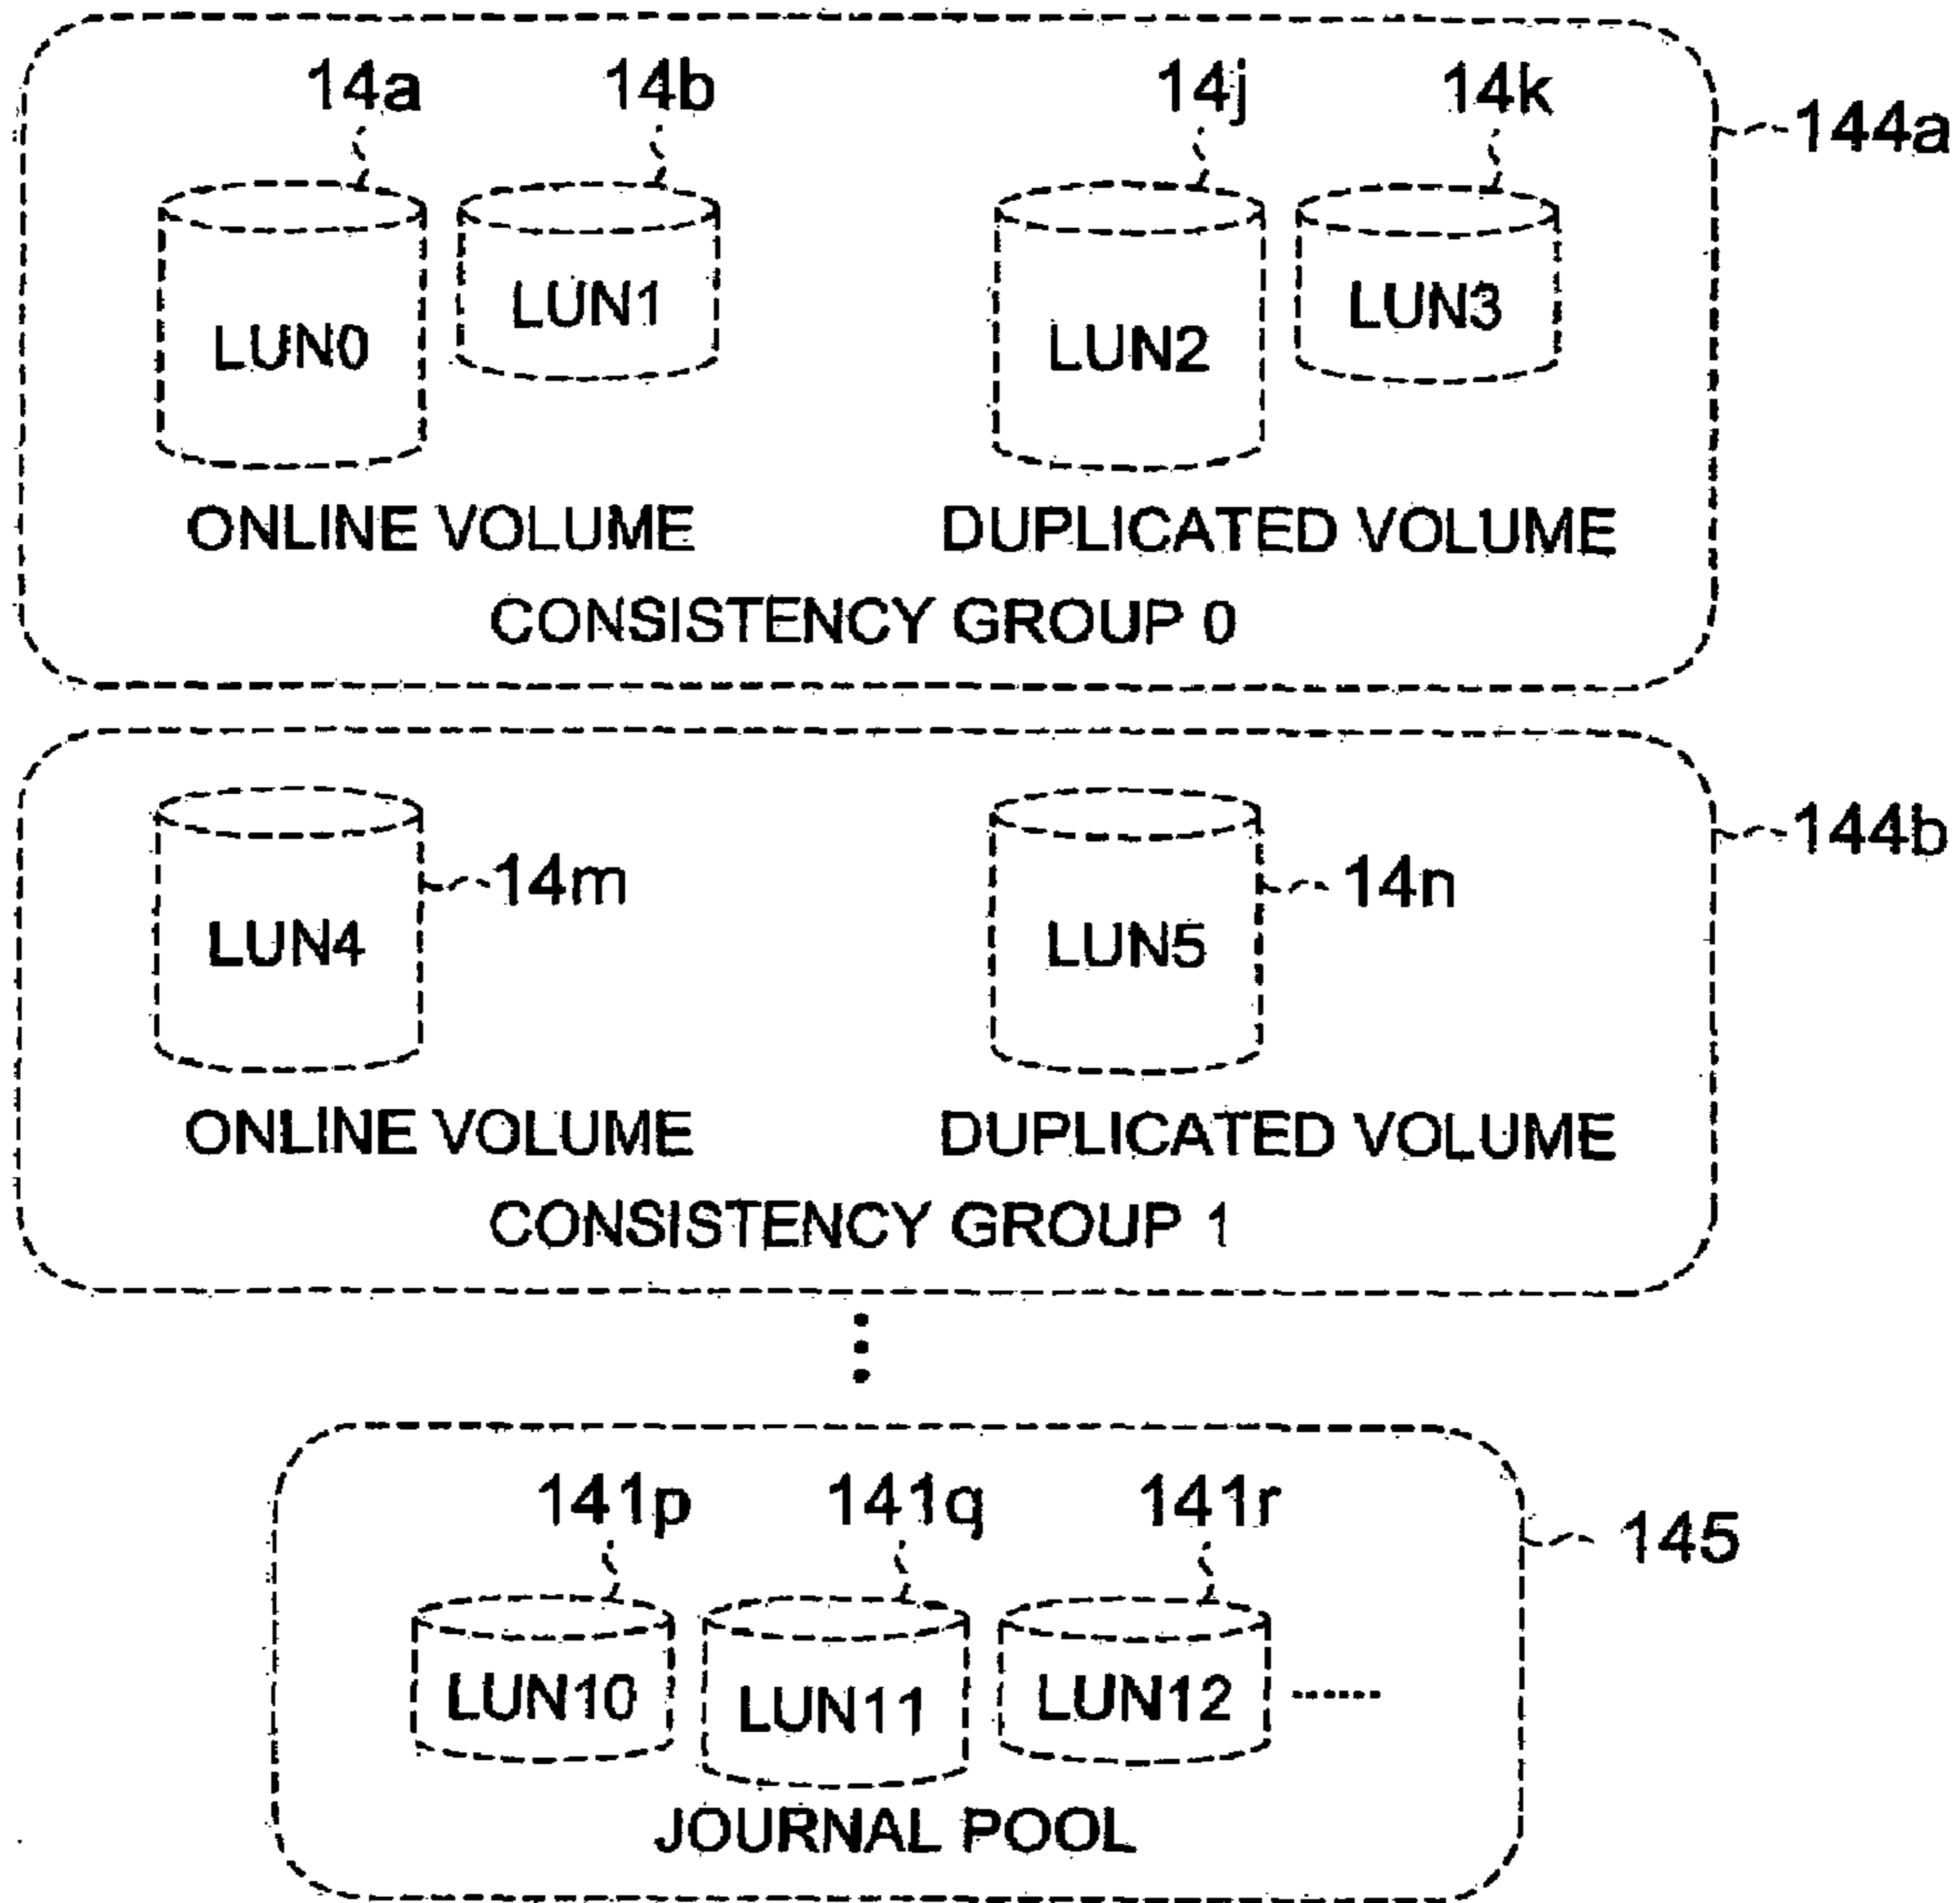 14a 14b 14j 14k
144a
LUN0 LUN1 LUN2 LUN3
ONLINE VOLUME DUPLICATED VOLUME
CONSISTENCY GROUP 0
144b
14m 14n
LUN4 LUN5
ONLINE VOLUME DUPLICATED VOLUME
CONSISTENCY GROUP 1
141p 141q 141r
145
LUN10 LUN11 LUN12
JOURNAL POOL